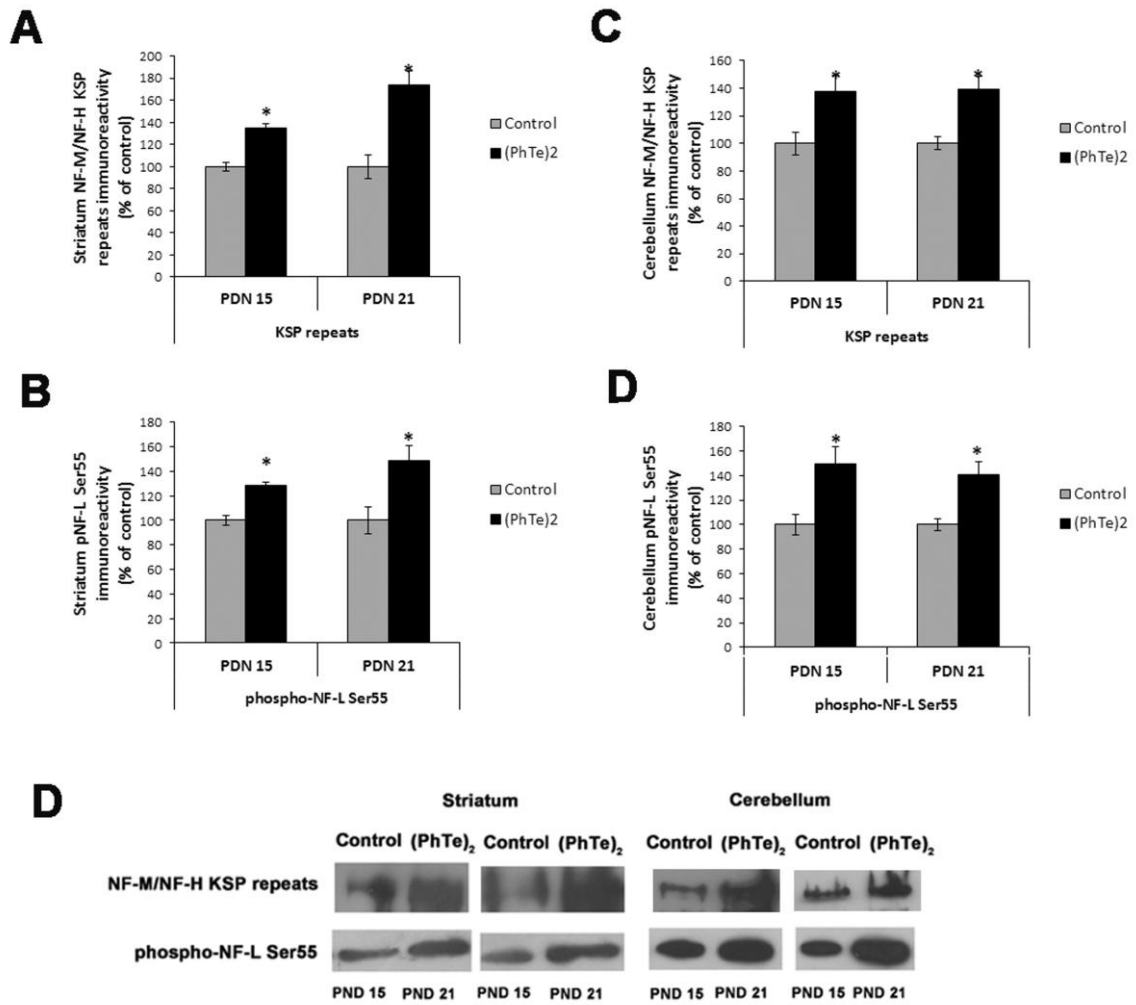 A
Striatum NF-M/NF-H KSP
repeats immunoreactivity
(% of control)
200
180
160
140
120
100
80
60
40
20
0
*
*
Control
(PhTe)2
PDN 15
PDN 21
KSP repeats
C
Cerebellum NF-M/NF-H KSP
repeats immunoreactivity
(% of control)
160
140
120
100
80
60
40
20
0
*
*
Control
(PhTe)2
PDN 15
PDN 21
KSP repeats
B
Striatum pNF-L Ser55
immunoreactivity
(% of control)
180
160
140
120
100
80
60
40
20
0
*
*
Control
(PhTe)2
PDN 15
PDN 21
phospho-NF-L Ser55
D
Cerebellum pNF-L Ser55
immunoreactivity
(% of control)
180
160
140
120
100
80
60
40
20
0
*
*
Control
(PhTe)2
PDN 15
PDN 21
phospho-NF-L Ser55
D
Striatum Cerebellum
Control (PhTe)₂ Control (PhTe)₂ Control (PhTe)₂ Control (PhTe)₂
NF-M/NF-H KSP repeats
phospho-NF-L Ser55
PND 15 PND 21 PND 15 PND 21 PND 15 PND 21 PND 15 PND 21